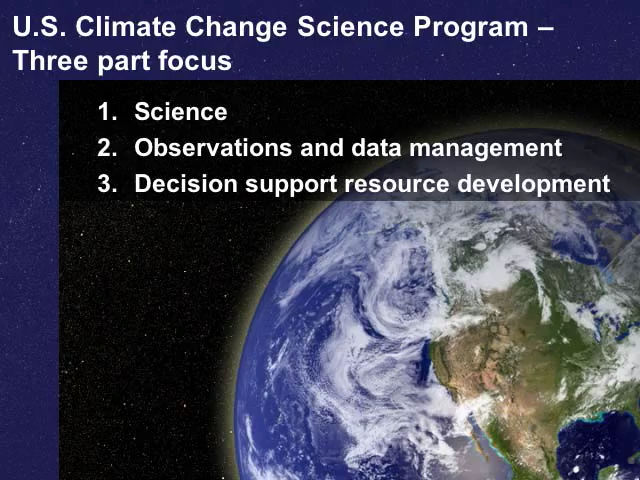 U.S. Climate Change Science Program –
Three part focus
1. Science
2. Observations and data management
3. Decision support resource development